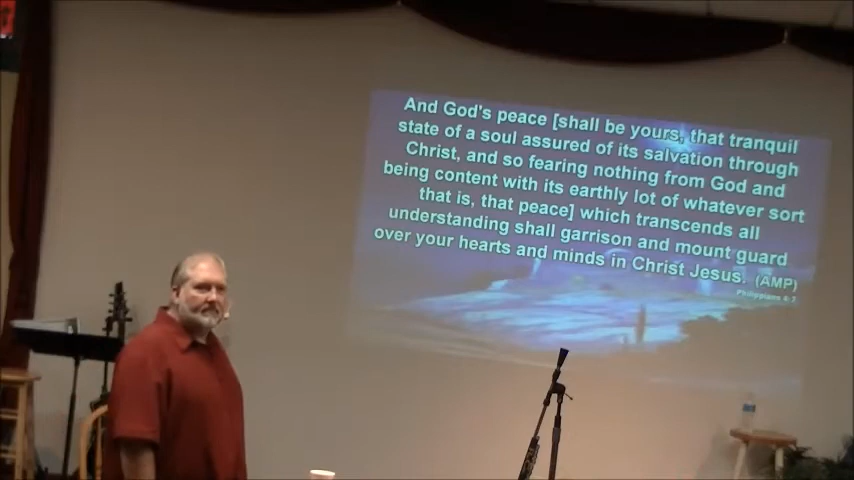 And God's peace [shall be yours, that tranquil
state of a soul assured of its salvation through
Christ, and so fearing nothing from God and
being content with its earthly lot of whatever sort
that is, that peace] which transcends all
understanding shall garrison and mount guard
over your hearts and minds in Christ Jesus. (AMP)
Philippians 4:7